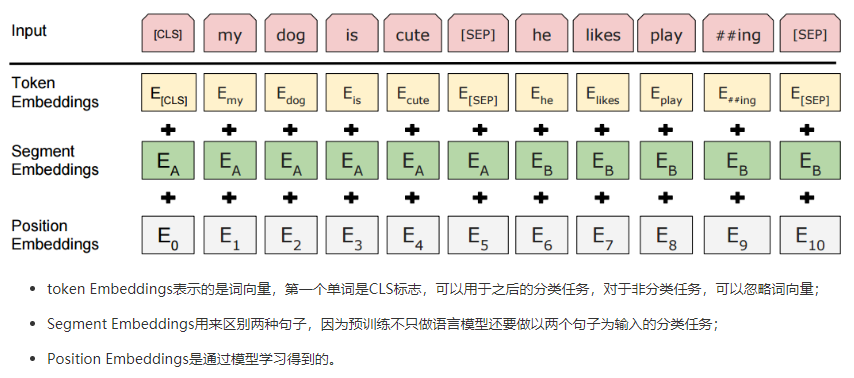 Input [CLS] my dog is cute [SEP] he likes play ##ing [SEP]
Token
Embeddings
E[CLS] Emy Edog Eis Ecute E[SEP] Ehe Elikes Eplay E##ing E[SEP]
+ + + + + + + + + + +
Segment
Embeddings
EA EA EA EA EA EA EB EB EB EB EB
+ + + + + + + + + + +
Position
Embeddings
E0 E1 E2 E3 E4 E5 E6 E7 E8 E9 E10
• token Embeddings表示的是词向量，第一个单词是CLS标志，可以用于之后的分类任务，对于非分类任务，可以忽略词向量；
• Segment Embeddings用来区别两种句子，因为预训练不只做语言模型还要做以两个句子为输入的分类任务；
• Position Embeddings是通过模型学习得到的。